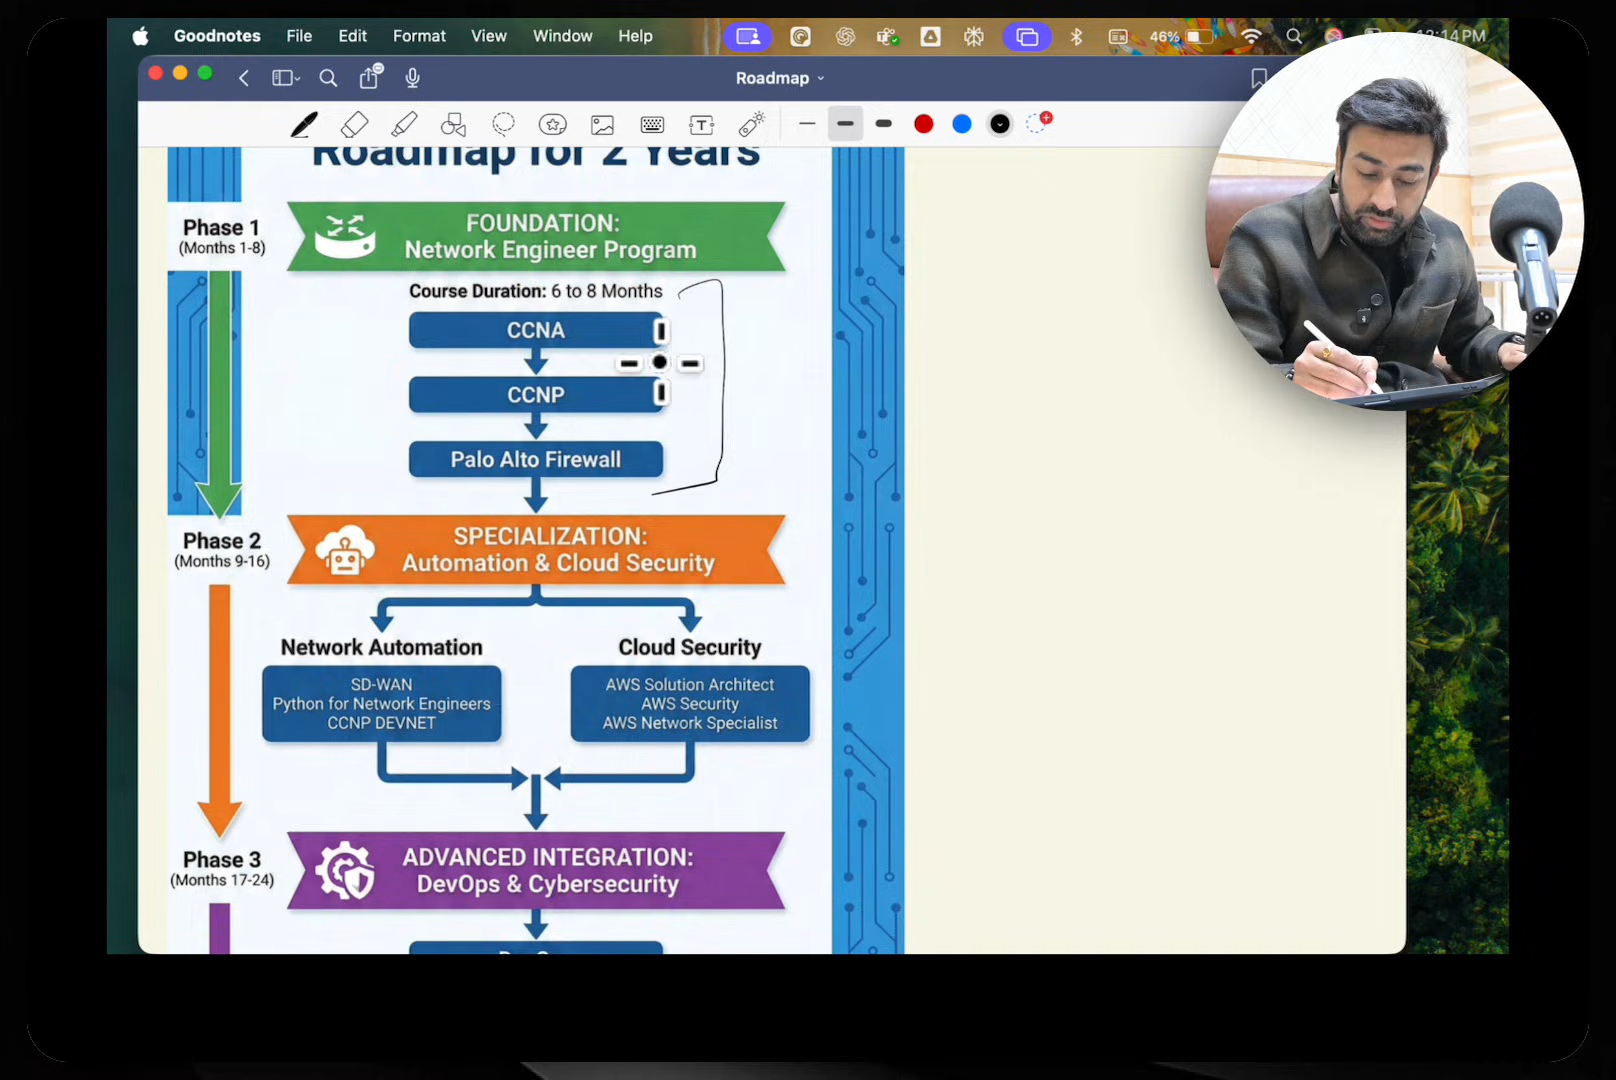 Goodnotes File Edit Format View Window Help 46% 12:14 PM
Roadmap
T
Roadmap for 2 Years
Phase 1
(Months 1-8)
FOUNDATION:
Network Engineer Program
Course Duration: 6 to 8 Months
CCNA
CCNP
Palo Alto Firewall
Phase 2
(Months 9-16)
SPECIALIZATION:
Automation & Cloud Security
Network Automation
SD-WAN
Python for Network Engineers
CCNP DEVNET
Cloud Security
AWS Solution Architect
AWS Security
AWS Network Specialist
Phase 3
(Months 17-24)
ADVANCED INTEGRATION:
DevOps & Cybersecurity